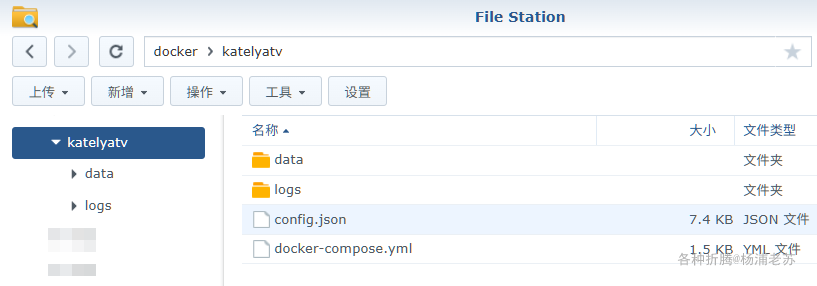 File Station
docker katelyatv
上传 新增 操作 工具 设置
名称 大小 文件类型
katelyatv
data
logs
data 文件夹
logs 文件夹
config.json 7.4 KB JSON 文件
docker-compose.yml 1.5 KB YML 文件
各种折腾@杨浦老苏